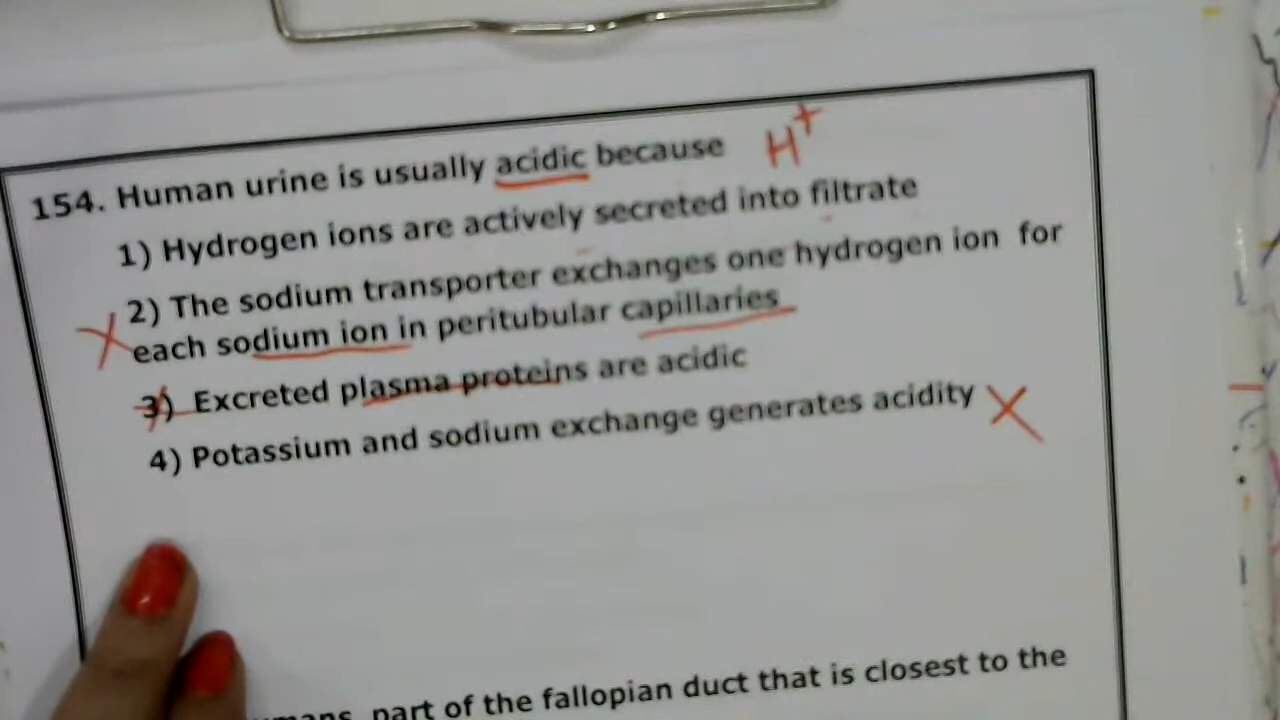 154. Human urine is usually acidic because H+
1) Hydrogen ions are actively secreted into filtrate
2) The sodium transporter exchanges one hydrogen ion for
each sodium ion in peritubular capillaries
3) Excreted plasma proteins are acidic
4) Potassium and sodium exchange generates acidity
part of the fallopian duct that is closest to the